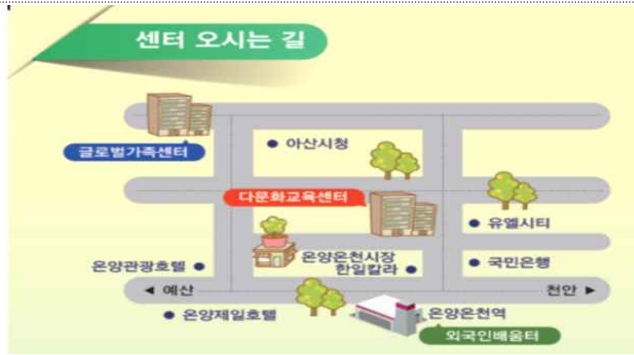 센터 오시는 길
글로벌가족센터
● 아산시청
다문화교육센터
● 유엘시티
온양온천시장
한일칼라 ●
온양관광호텔 ●
● 국민은행
◀ 예산
천안 ▶
● 온양제일호텔
온양온천역
외국인배움터